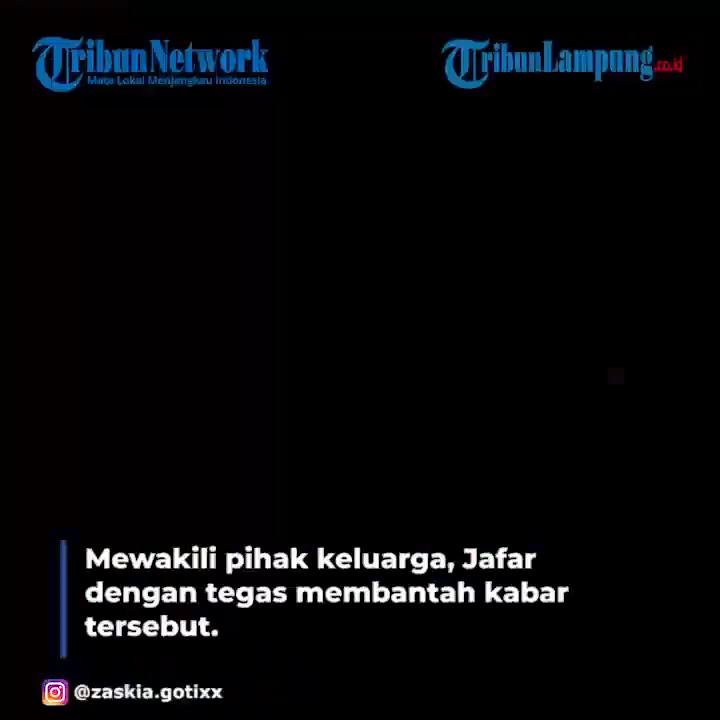 TribunNetwork
Mata Lokal Menjangkau Indonesia
TribunLampung.co.id
Mewakili pihak keluarga, Jafar
dengan tegas membantah kabar
tersebut.
@zaskia.gotixx